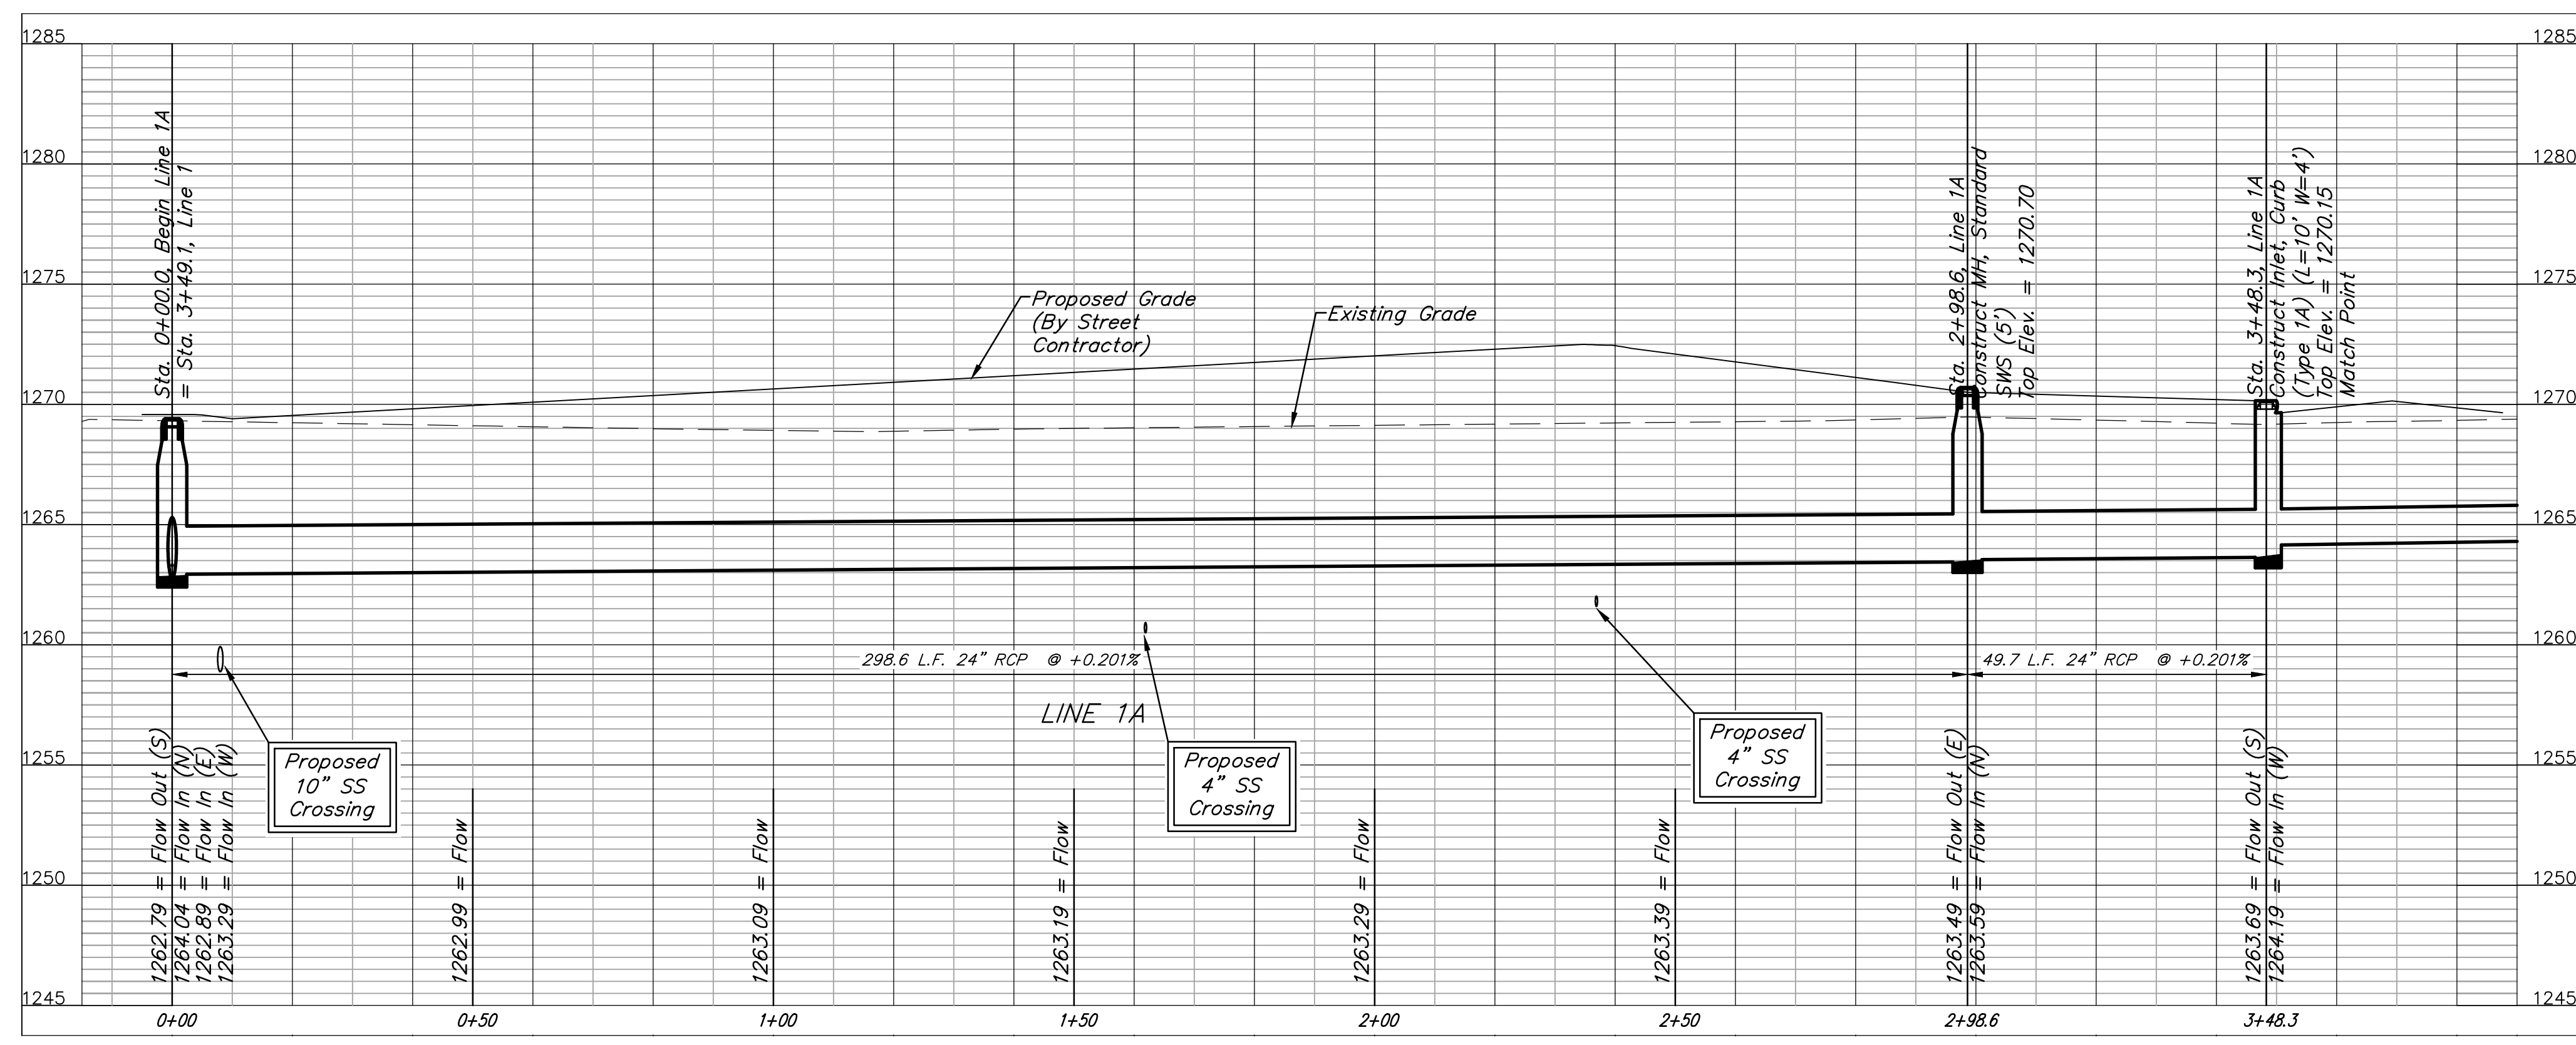 1285
1285
1280
1280
1275
1275
1270
1270
1265
1265
1260
1260
1255
1255
1250
1250
1245
1245
Sta. 0+00.0, Begin Line 1A
= Sta. 3+49.1, Line 1
Proposed Grade
(By Street
Contractor)
Existing Grade
Sta. 2+98.6, Line 1A
Construct MH, Standard
SWS (5')
Top Elev. = 1270.70
Sta. 3+48.3, Line 1A
Construct Inlet, Curb
(Type 1A) (L=10' W=4')
Top Elev. = 1270.15
Match Point
298.6 L.F. 24" RCP @ +0.201%
49.7 L.F. 24" RCP @ +0.201%
LINE 1A
Proposed
10" SS
Crossing
Proposed
4" SS
Crossing
Proposed
4" SS
Crossing
1262.79 = Flow Out (S)
1264.04 = Flow In (N)
1262.89 = Flow In (E)
1263.29 = Flow In (W)
1262.99 = Flow
1263.09 = Flow
1263.19 = Flow
1263.29 = Flow
1263.39 = Flow
1263.49 = Flow Out (E)
1263.59 = Flow In (N)
1263.69 = Flow Out (S)
1264.19 = Flow In (W)
0+00
0+50
1+00
1+50
2+00
2+50
2+98.6
3+48.3